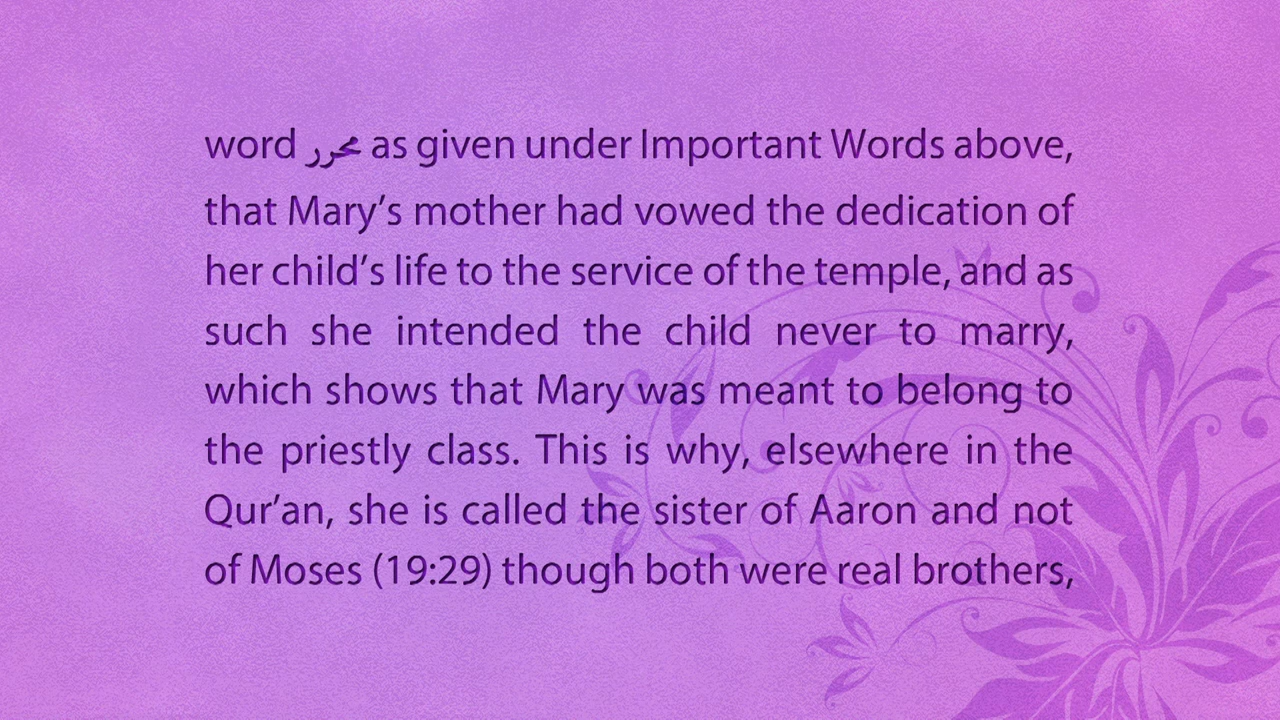 word محرر as given under Important Words above,
that Mary’s mother had vowed the dedication of
her child’s life to the service of the temple, and as
such she intended the child never to marry,
which shows that Mary was meant to belong to
the priestly class. This is why, elsewhere in the
Qur’an, she is called the sister of Aaron and not
of Moses (19:29) though both were real brothers,